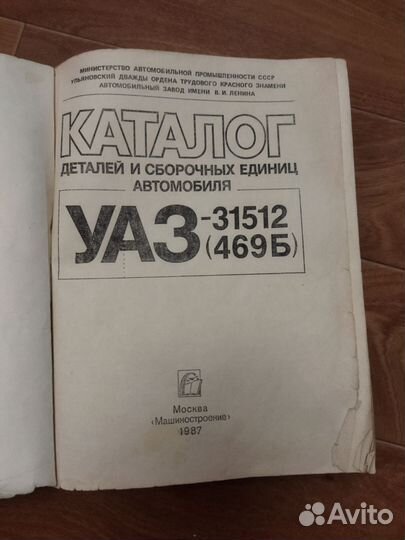 МИНИСТЕРСТВО АВТОМОБИЛЬНОЙ ПРОМЫШЛЕННОСТИ СССР
УЛЬЯНОВСКИЙ ДВАЖДЫ ОРДЕНА ТРУДОВОГО КРАСНОГО ЗНАМЕНИ
АВТОМОБИЛЬНЫЙ ЗАВОД ИМЕНИ В. И. ЛЕНИНА
КАТАЛОГ
ДЕТАЛЕЙ И СБОРОЧНЫХ ЕДИНИЦ
АВТОМОБИЛЯ
УАЗ-31512
(469Б)
Москва
«Машиностроение»
1987
Avito